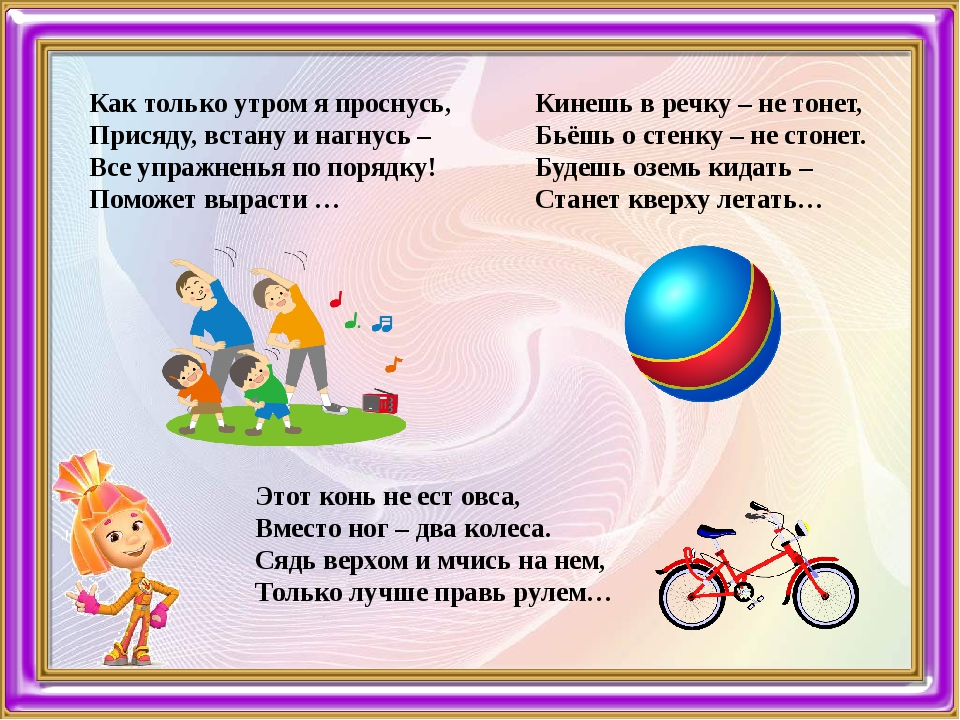 Как только утром я проснусь,
Присяду, встану и нагнусь –
Все упражненья по порядку!
Поможет вырасти …
Кинешь в речку – не тонет,
Бьёшь о стенку – не стонет.
Будешь оземь кидать –
Станет кверху летать…
Этот конь не ест овса,
Вместо ног – два колеса.
Сядь верхом и мчись на нем,
Только лучше правь рулем…